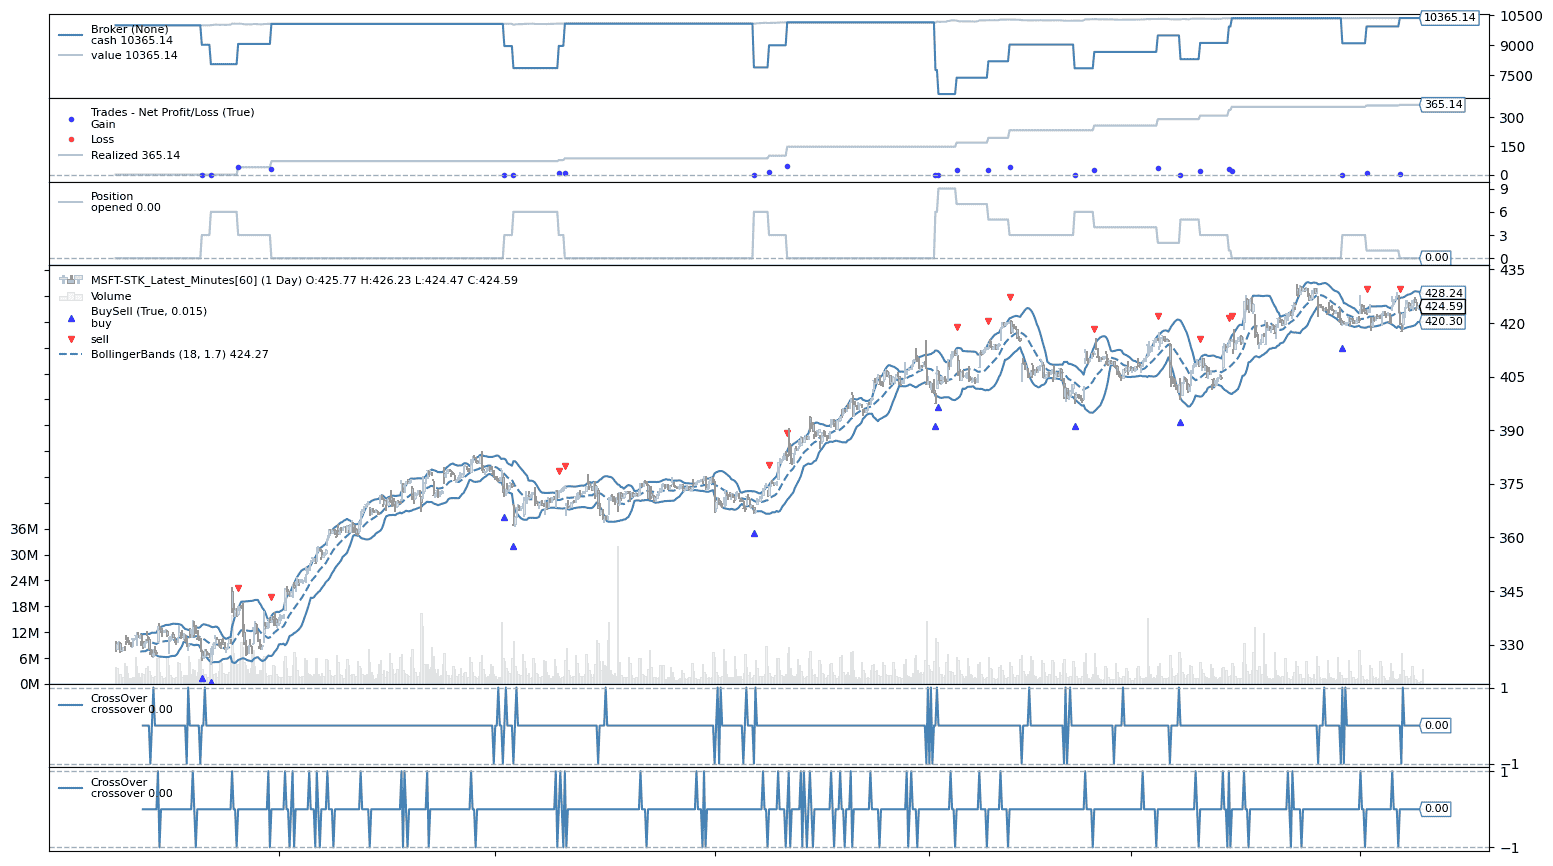 Broker (None)
cash 10365.14
value 10365.14
10365.14
10500
9000
7500
Trades - Net Profit/Loss (True)
Gain
Loss
Realized 365.14
365.14
300
150
0
Position
opened 0.00
9
6
3
0
0.00
MSFT-STK_Latest_Minutes[60] (1 Day) O:425.77 H:426.23 L:424.47 C:424.59
Volume
BuySell (True, 0.015)
buy
sell
BollingerBands (18, 1.7) 424.27
435
428.24
424.59
420.30
420
405
390
375
360
345
330
36M
30M
24M
18M
12M
6M
0M
CrossOver
crossover 0.00
1
0.00
−1
CrossOver
crossover 0.00
1
0.00
−1